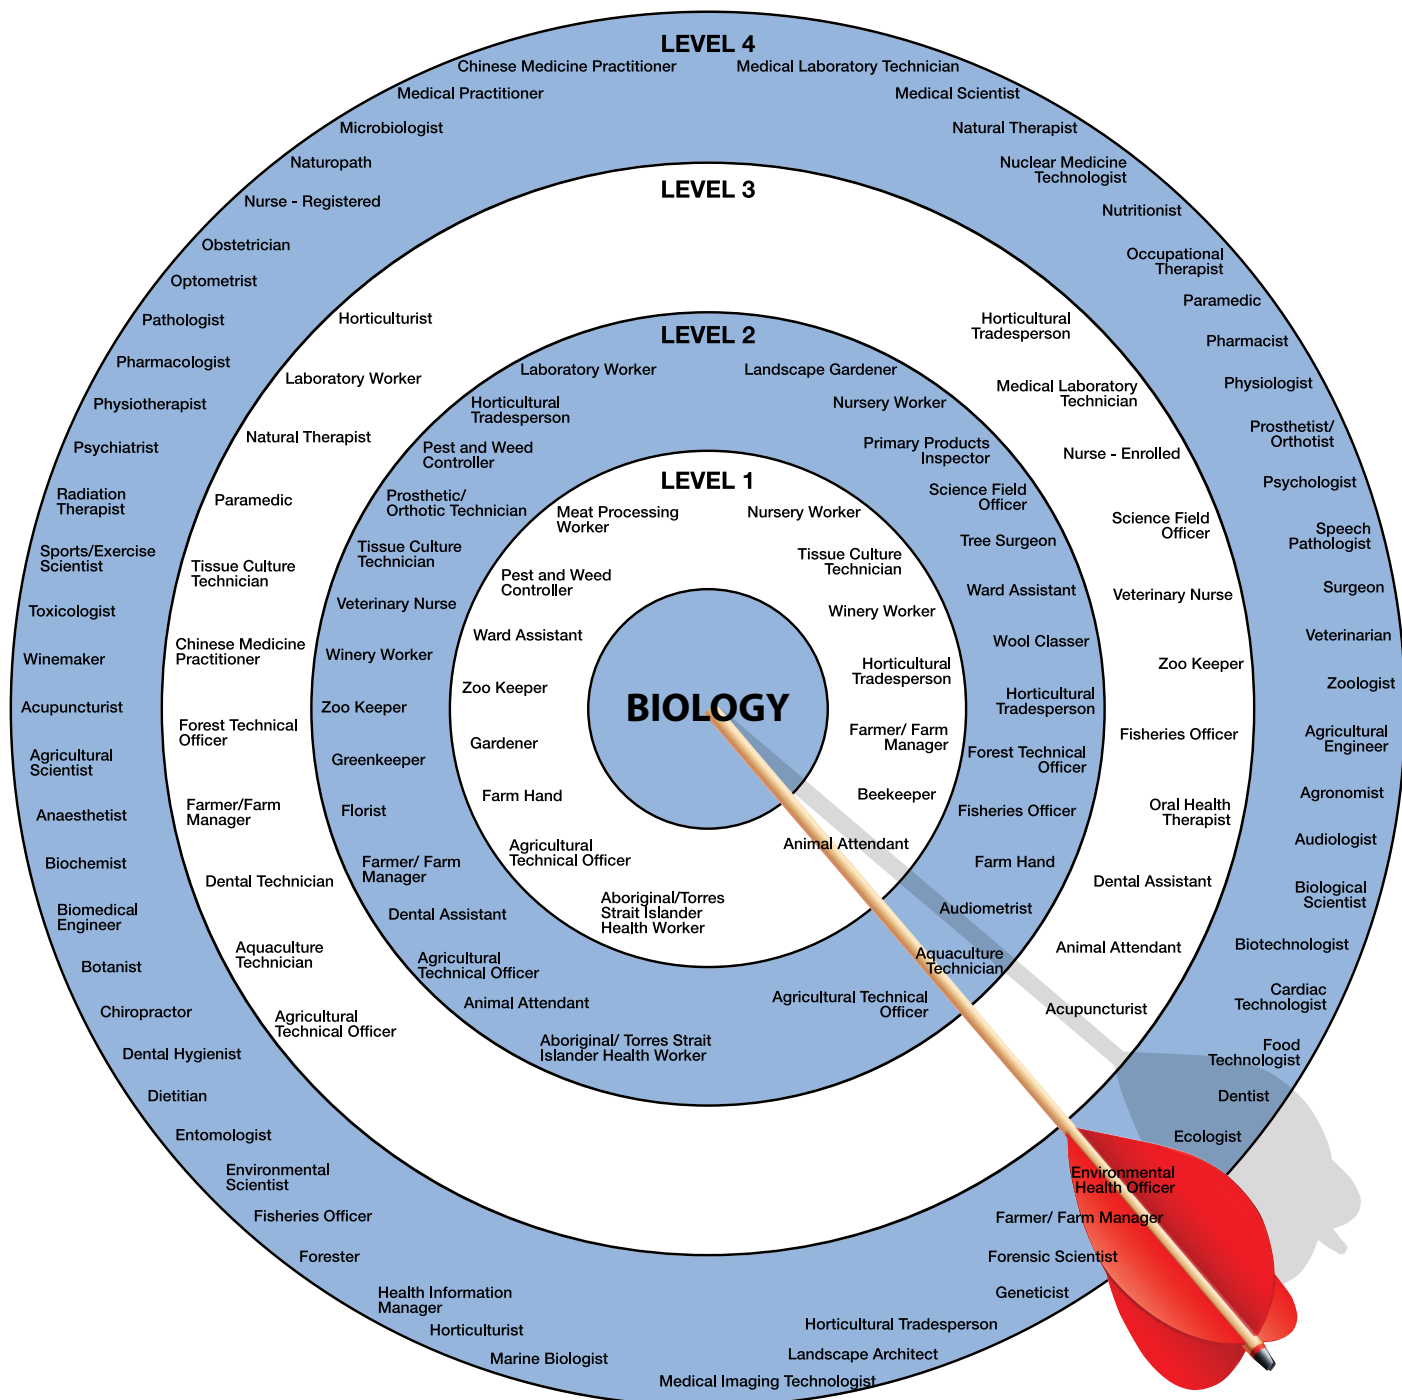 LEVEL 4
Chinese Medicine Practitioner
Medical Practitioner
Microbiologist
Naturopath
Nurse - Registered
Obstetrician
Optometrist
Pathologist
Pharmacologist
Physiotherapist
Psychiatrist
Radiation
Therapist
Sports/Exercise
Scientist
Toxicologist
Winemaker
Acupuncturist
Agricultural
Scientist
Anaesthetist
Biochemist
Biomedical
Engineer
Botanist
Chiropractor
Dental Hygienist
Dietitian
Entomologist
Environmental
Scientist
Fisheries Officer
Forester
Health Information
Manager
Horticulturist
Marine Biologist
Medical Imaging Technologist
Landscape Architect
Horticultural Tradesperson
Geneticist
Forensic Scientist
Farmer/ Farm Manager
Environmental
Health Officer
Ecologist
Dentist
Food
Technologist
Cardiac
Technologist
Biotechnologist
Biological
Scientist
Audiologist
Agronomist
Agricultural
Engineer
Zoologist
Veterinarian
Surgeon
Speech
Pathologist
Psychologist
Prosthetist/
Orthotist
Physiologist
Pharmacist
Paramedic
Occupational
Therapist
Nutritionist
Nuclear Medicine
Technologist
Natural Therapist
Medical Scientist
Medical Laboratory Technician
LEVEL 3
Horticulturist
Laboratory Worker
Natural Therapist
Paramedic
Tissue Culture
Technician
Chinese Medicine
Practitioner
Forest Technical
Officer
Farmer/Farm
Manager
Dental Technician
Aquaculture
Technician
Agricultural
Technical Officer
Acupuncturist
Animal Attendant
Dental Assistant
Oral Health
Therapist
Fisheries Officer
Zoo Keeper
Veterinary Nurse
Science Field
Officer
Nurse - Enrolled
Medical Laboratory
Technician
Horticultural
Tradesperson
LEVEL 2
Laboratory Worker
Horticultural
Tradesperson
Pest and Weed
Controller
Prosthetic/
Orthotic Technician
Tissue Culture
Technician
Veterinary Nurse
Winery Worker
Zoo Keeper
Greenkeeper
Florist
Farmer/ Farm
Manager
Dental Assistant
Agricultural
Technical Officer
Animal Attendant
Aboriginal/ Torres Strait
Islander Health Worker
Agricultural Technical
Officer
Aquaculture
Technician
Audiometrist
Farm Hand
Fisheries Officer
Forest Technical
Officer
Horticultural
Tradesperson
Wool Classer
Ward Assistant
Tree Surgeon
Science Field
Officer
Primary Products
Inspector
Nursery Worker
Landscape Gardener
LEVEL 1
Meat Processing
Worker
Pest and Weed
Controller
Ward Assistant
Zoo Keeper
Gardener
Farm Hand
Agricultural
Technical Officer
Aboriginal/Torres
Strait Islander
Health Worker
Animal Attendant
Beekeeper
Farmer/ Farm
Manager
Horticultural
Tradesperson
Winery Worker
Tissue Culture
Technician
Nursery Worker
BIOLOGY